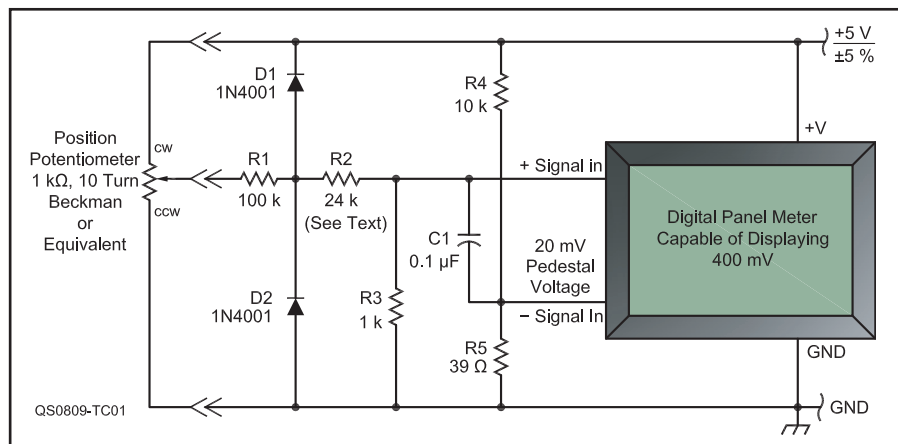 +5 V
±5 %
D1
1N4001
R4
10 k
+V
Position
Potentiometer
1 kΩ, 10 Turn
Beckman
or
Equivalent
cw
ccw
R1
100 k
R2
24 k
(See Text)
+ Signal in
Digital Panel Meter
Capable of Displaying
400 mV
C1
0.1 µF
20 mV
Pedestal
Voltage
− Signal In
D2
1N4001
R3
1 k
R5
39 Ω
GND
GND
QS0809-TC01